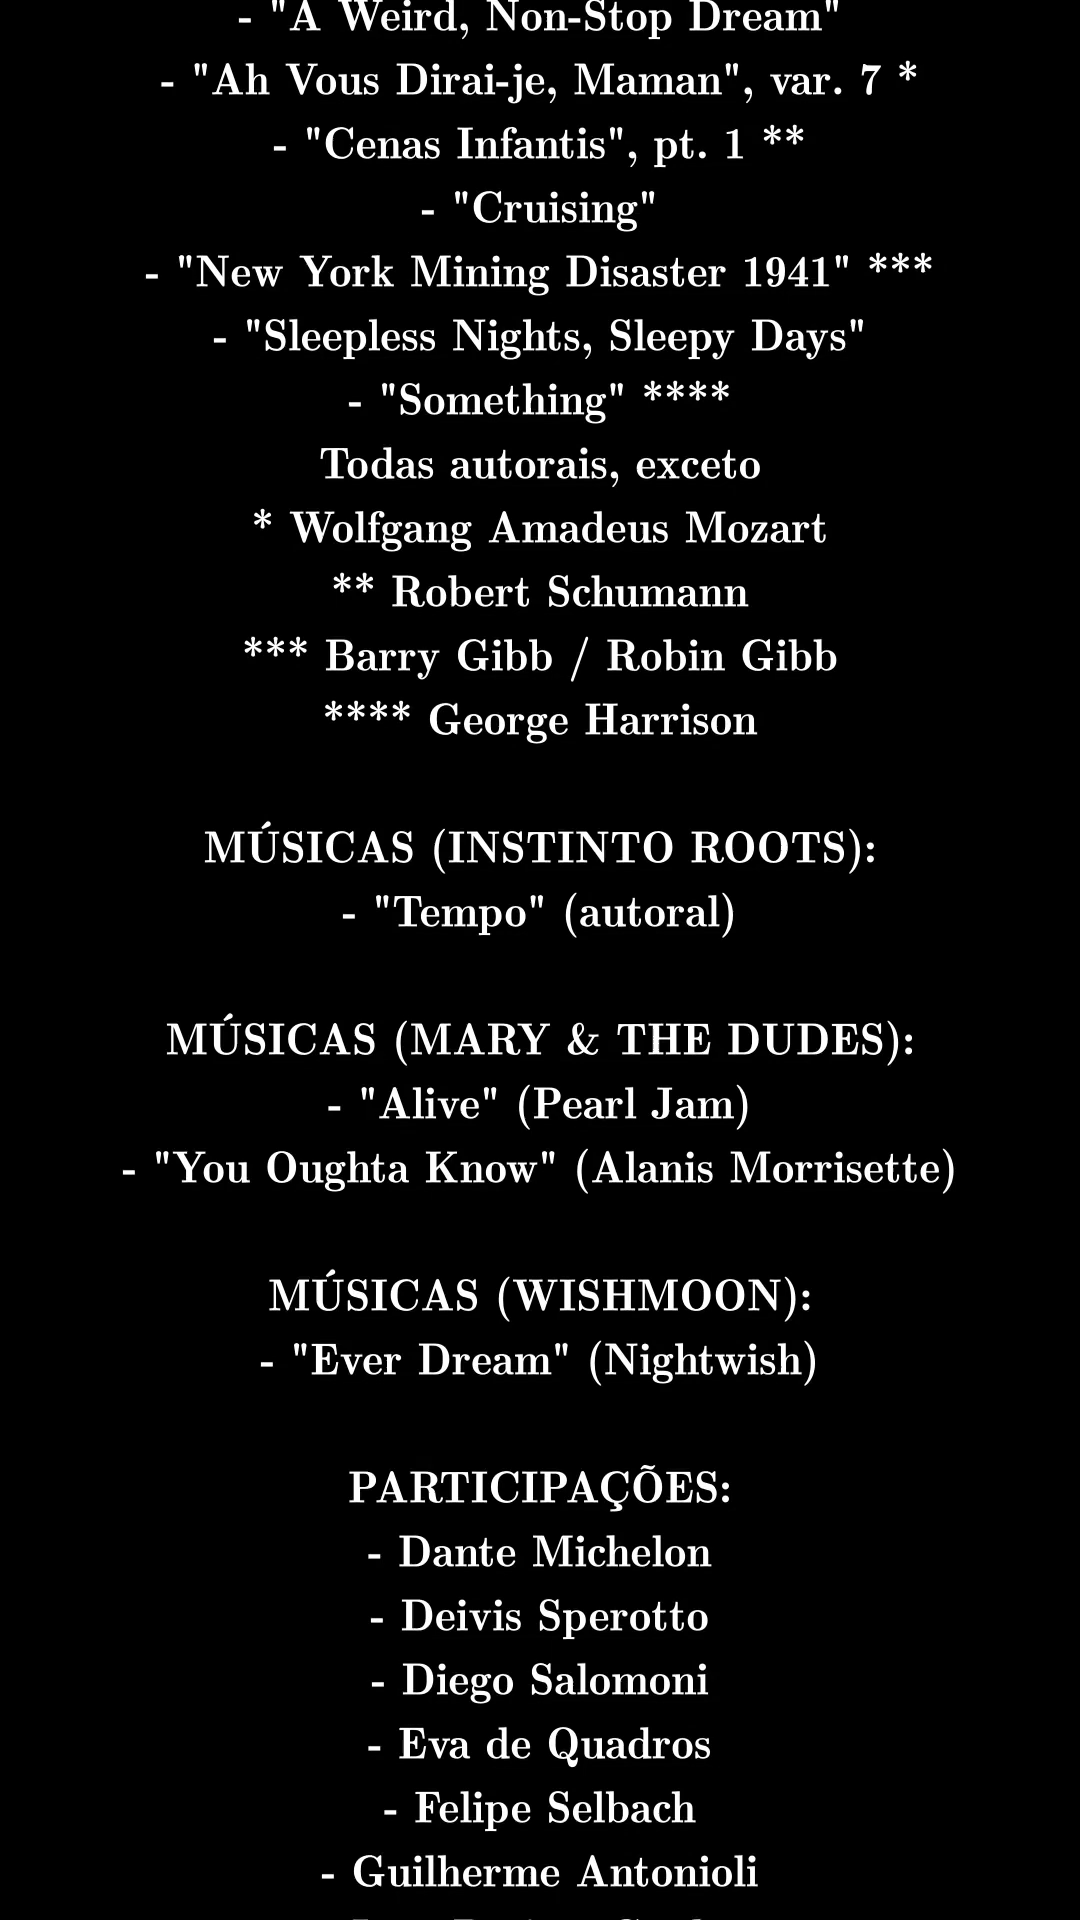 - "A Weird, Non-Stop Dream"
- "Ah Vous Dirai-je, Maman", var. 7 *
- "Cenas Infantis", pt. 1 **
- "Cruising"
- "New York Mining Disaster 1941" ***
- "Sleepless Nights, Sleepy Days"
- "Something" ****
Todas autorais, exceto
* Wolfgang Amadeus Mozart
** Robert Schumann
*** Barry Gibb / Robin Gibb
**** George Harrison
MÚSICAS (INSTINTO ROOTS):
- "Tempo" (autoral)
MÚSICAS (MARY & THE DUDES):
- "Alive" (Pearl Jam)
- "You Oughta Know" (Alanis Morrisette)
MÚSICAS (WISHMOON):
- "Ever Dream" (Nightwish)
PARTICIPAÇÕES:
- Dante Michelon
- Deivis Sperotto
- Diego Salomoni
- Eva de Quadros
- Felipe Selbach
- Guilherme Antonioli